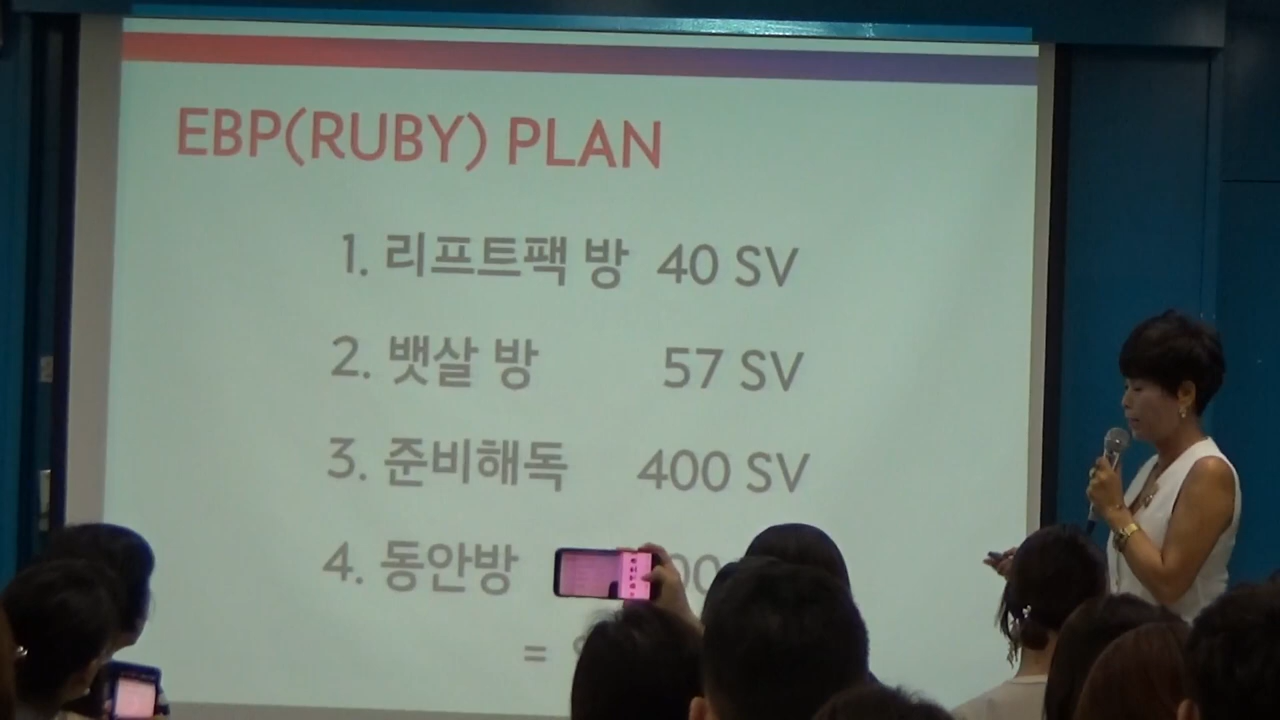 EBP(RUBY) PLAN
1. 리프트팩 방 40 SV
2. 뱃살 방 57 SV
3. 준비해독 400 SV
4. 동안방
=